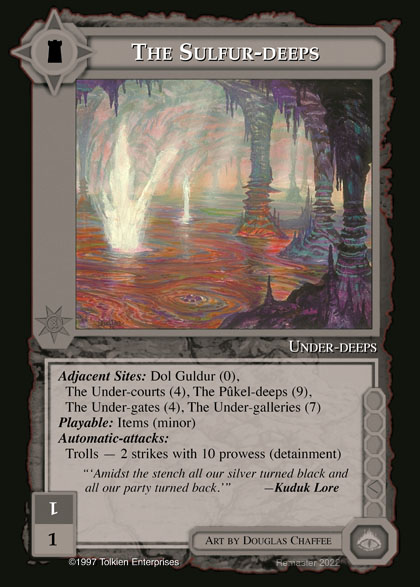 The Sulfur-deeps
Under-deeps
Adjacent Sites: Dol Guldur (0),
The Under-courts (4), The Pûkel-deeps (9),
The Under-gates (4), The Under-galleries (7)
Playable: Items (minor)
Automatic-attacks:
Trolls — 2 strikes with 10 prowess (detainment)
“‘Amidst the stench all our silver turned black and
all our party turned back.’” —Kuduk Lore
1
1
Art by Douglas Chaffee
©1997 Tolkien Enterprises
Remaster 2022